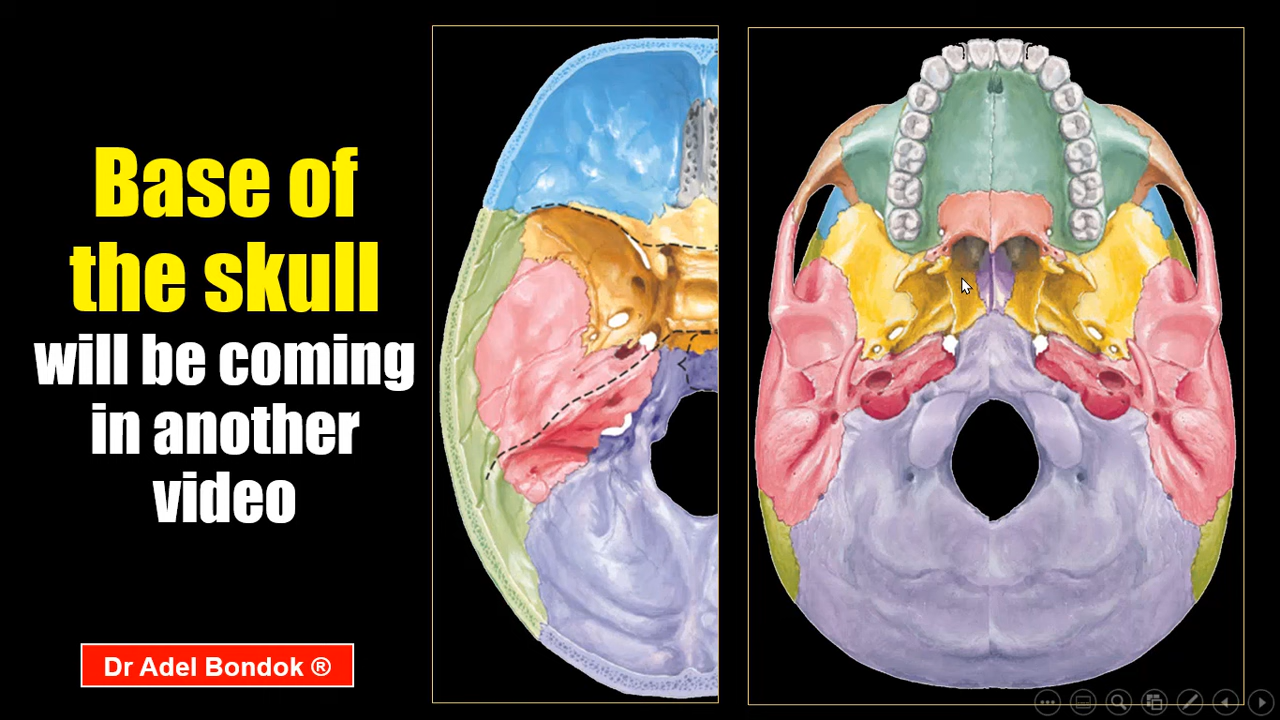 Base of
the skull
will be coming
in another
video
Dr Adel Bondok ®